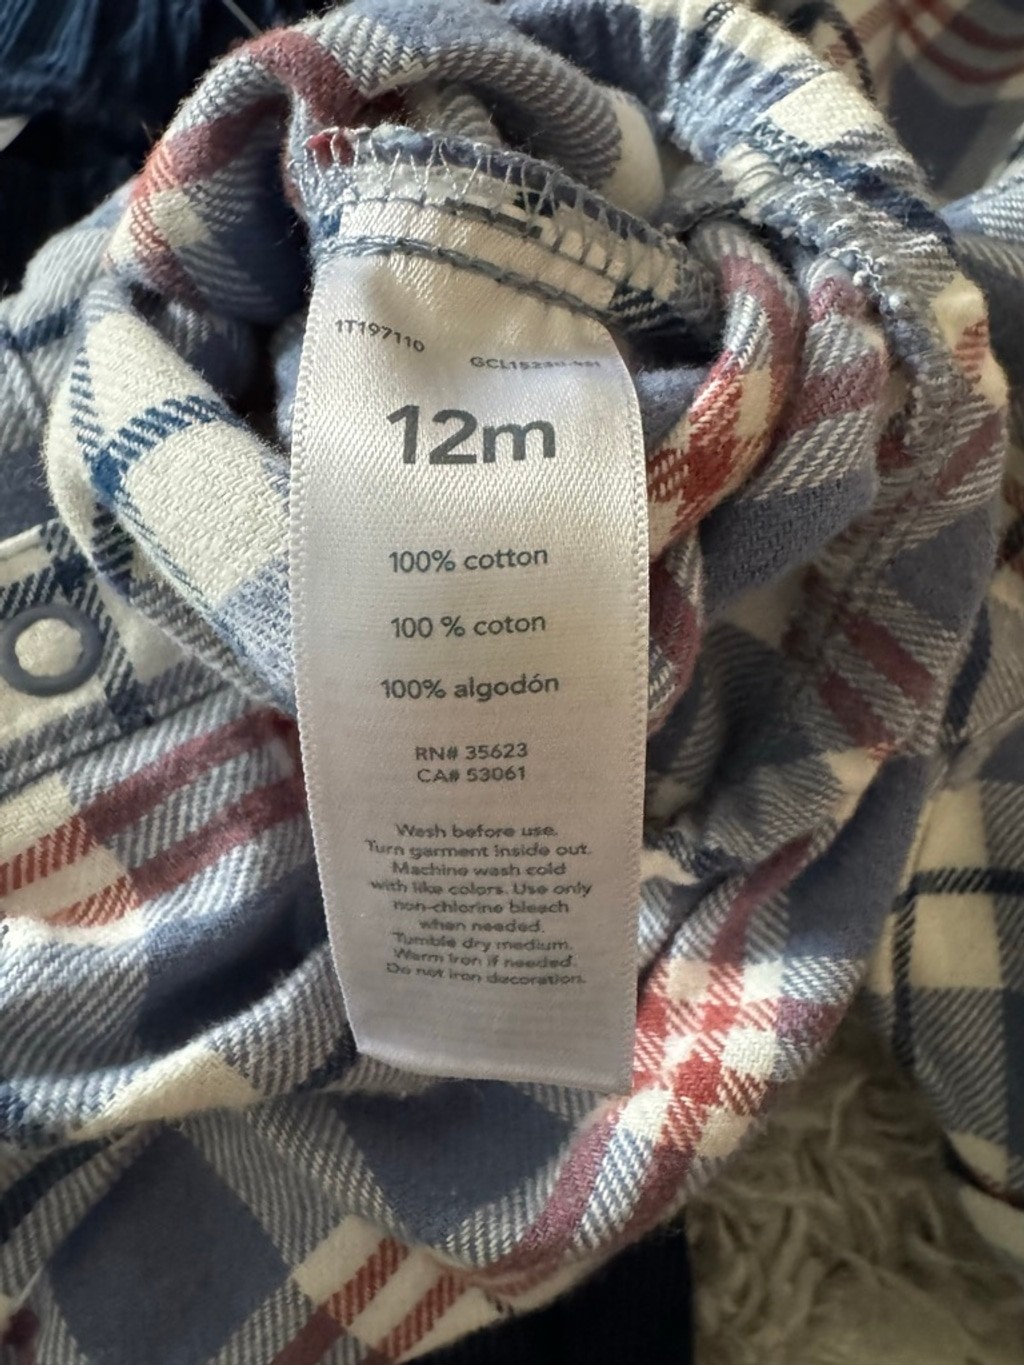 1T197110
12m
100% cotton
100 % coton
100% algodón
RN# 35623
CA# 53061
Wash before use.
Turn garment inside out.
Machine wash cold
with like colors. Use only
non-chlorine bleach
when needed.
Tumble dry medium.
Warm iron if needed.
Do not iron decoration.